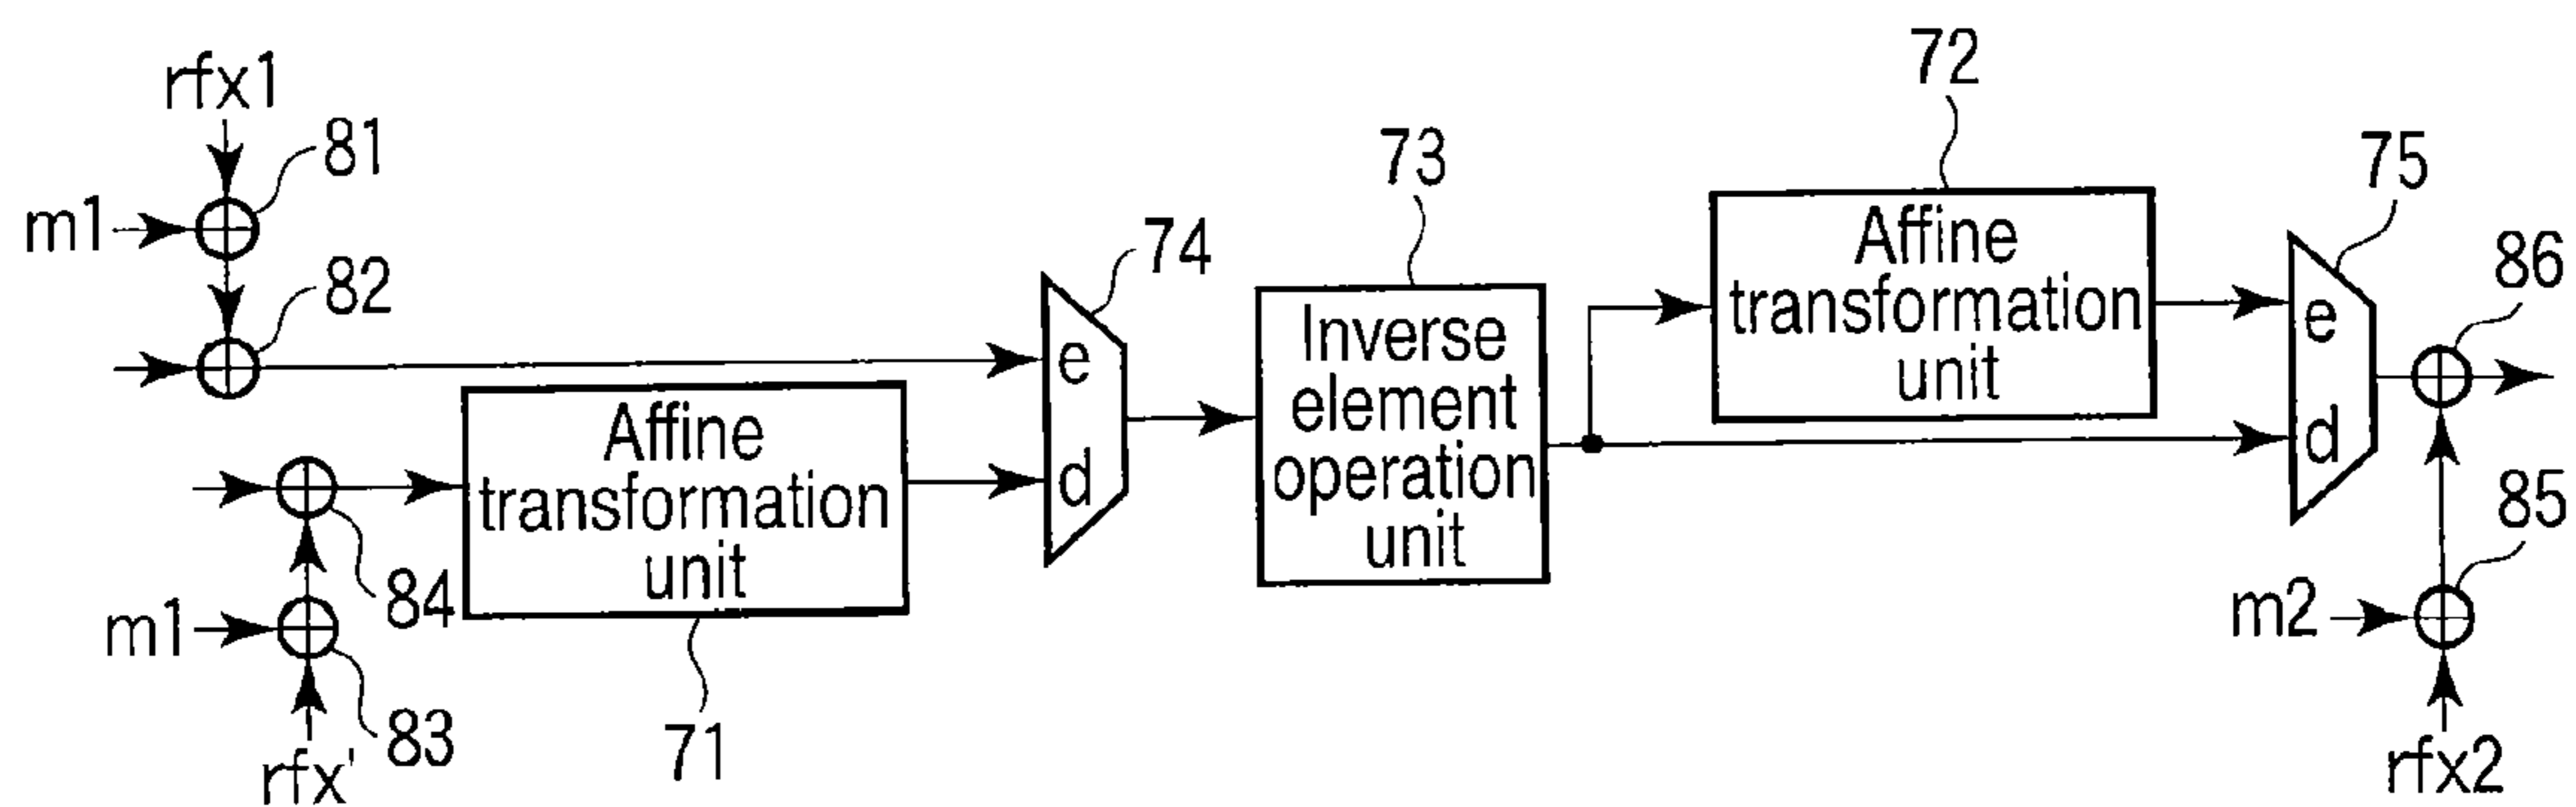 rfx1
81
m1
82
74
e
d
Affine
transformation
unit
84
m1
83
rfx'
71
73
Inverse
element
operation
unit
72
Affine
transformation
unit
75
e
d
86
85
m2
rfx2